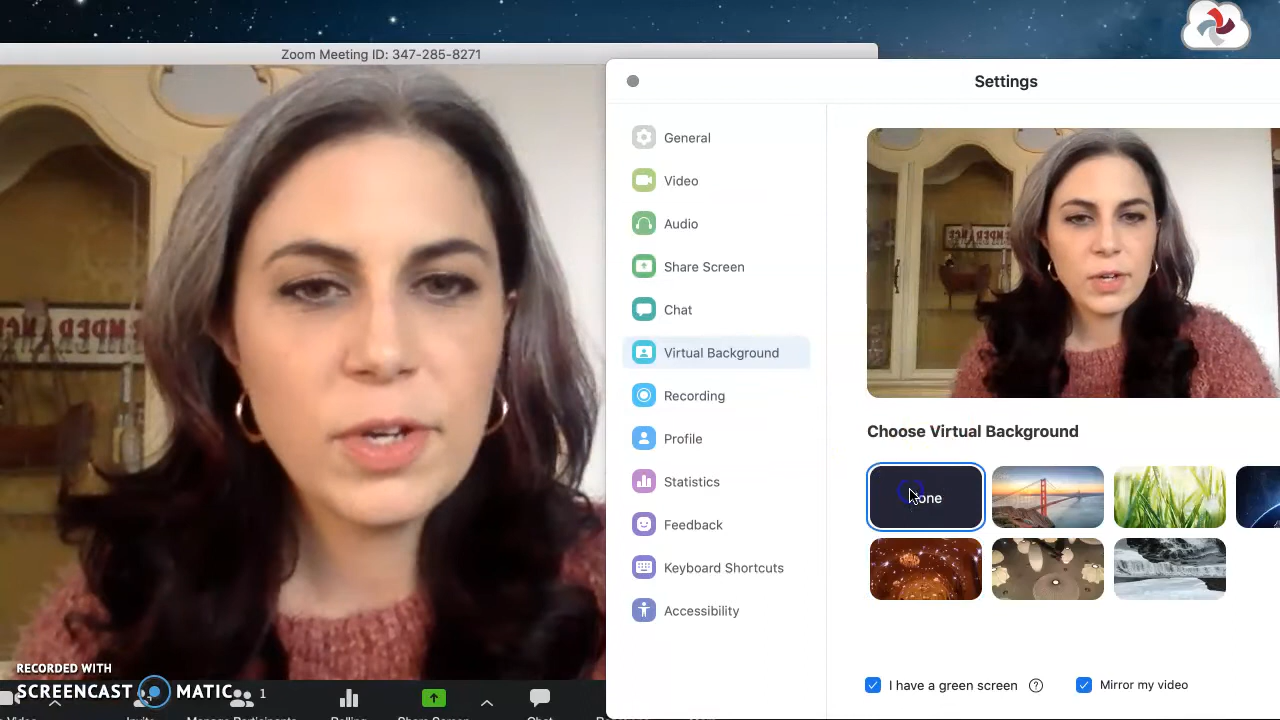 Zoom Meeting ID: 347-285-8271
Settings
General
Video
Audio
Share Screen
Chat
Virtual Background
Recording
Profile
Statistics
Feedback
Keyboard Shortcuts
Accessibility
Choose Virtual Background
None
I have a green screen
Mirror my video
RECORDED WITH
SCREENCAST MATIC
1